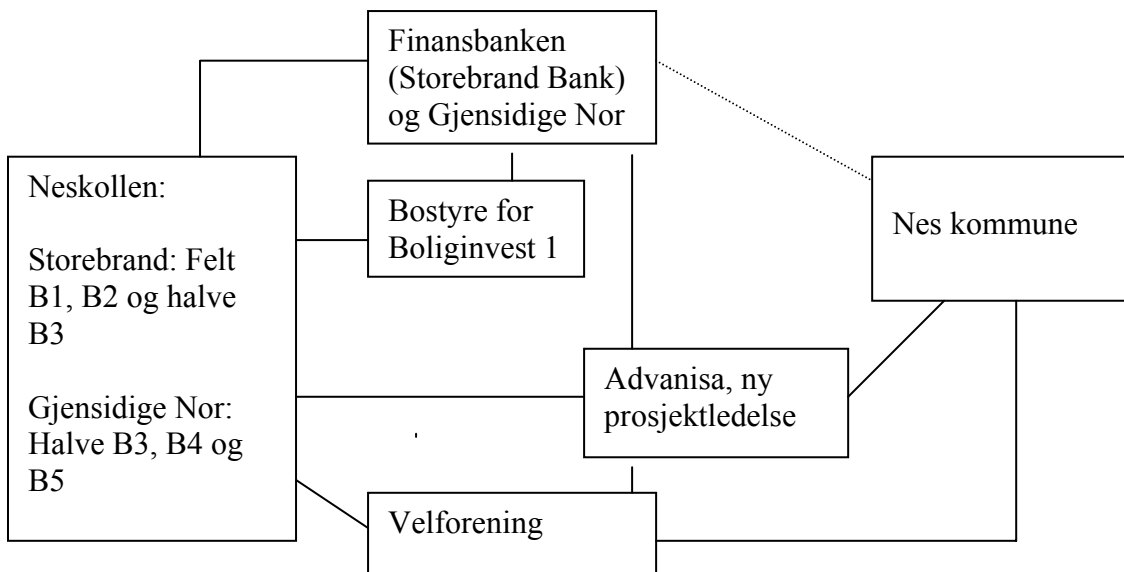 Finansbanken
(Storebrand Bank)
og Gjensidige Nor
Neskollen:
Storebrand: Felt
B1, B2 og halve
B3
Gjensidige Nor:
Halve B3, B4 og
B5
Bostyre for
Boliginvest 1
Nes kommune
Advanisa, ny
prosjektledelse
Velforening